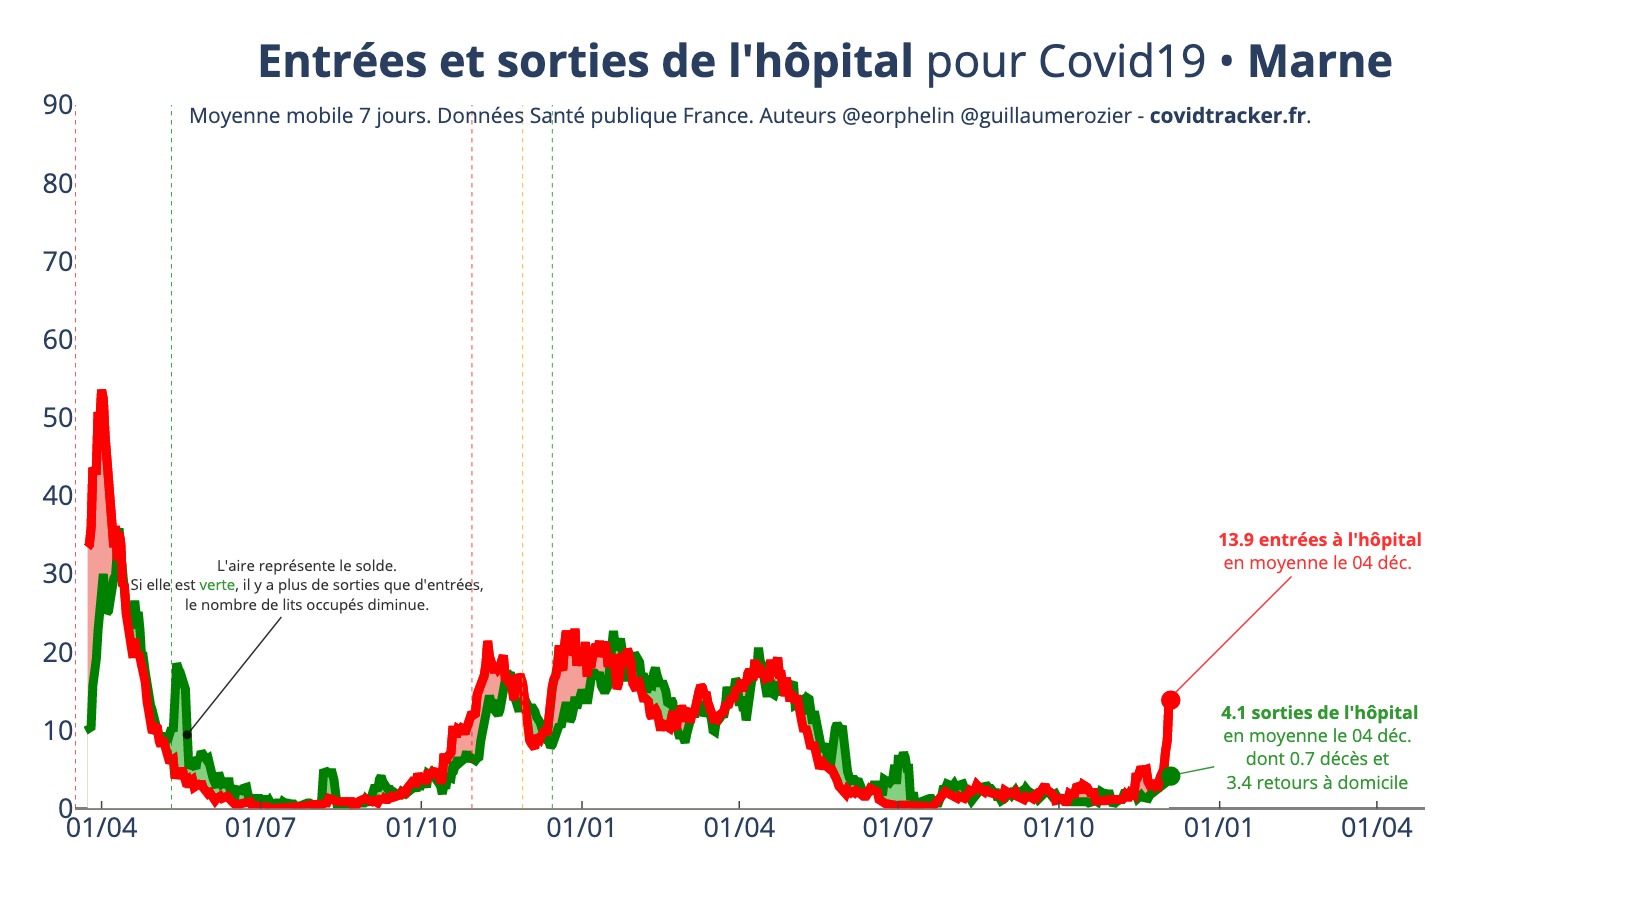 Entrées et sorties de l'hôpital pour Covid19 • Marne
Moyenne mobile 7 jours. Données Santé publique France. Auteurs @eorphelin @guillaumerozier - covidtracker.fr.
90
80
70
60
50
40
30
20
10
0
L'aire représente le solde.
Si elle est verte, il y a plus de sorties que d'entrées,
le nombre de lits occupés diminue.
13.9 entrées à l'hôpital
en moyenne le 04 déc.
4.1 sorties de l'hôpital
en moyenne le 04 déc.
dont 0.7 décès et
3.4 retours à domicile
01/04 01/07 01/10 01/01 01/04 01/07 01/10 01/01 01/04